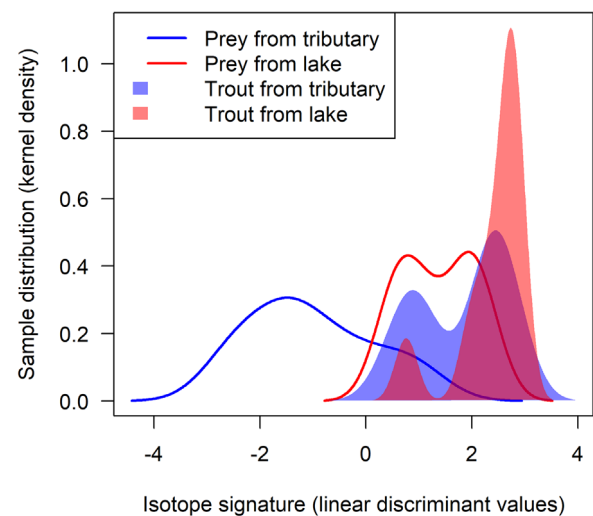 Prey from tributary
Prey from lake
Trout from tributary
Trout from lake
Sample distribution (kernel density)
1.0
0.8
0.6
0.4
0.2
0.0
-4 -2 0 2 4
Isotope signature (linear discriminant values)